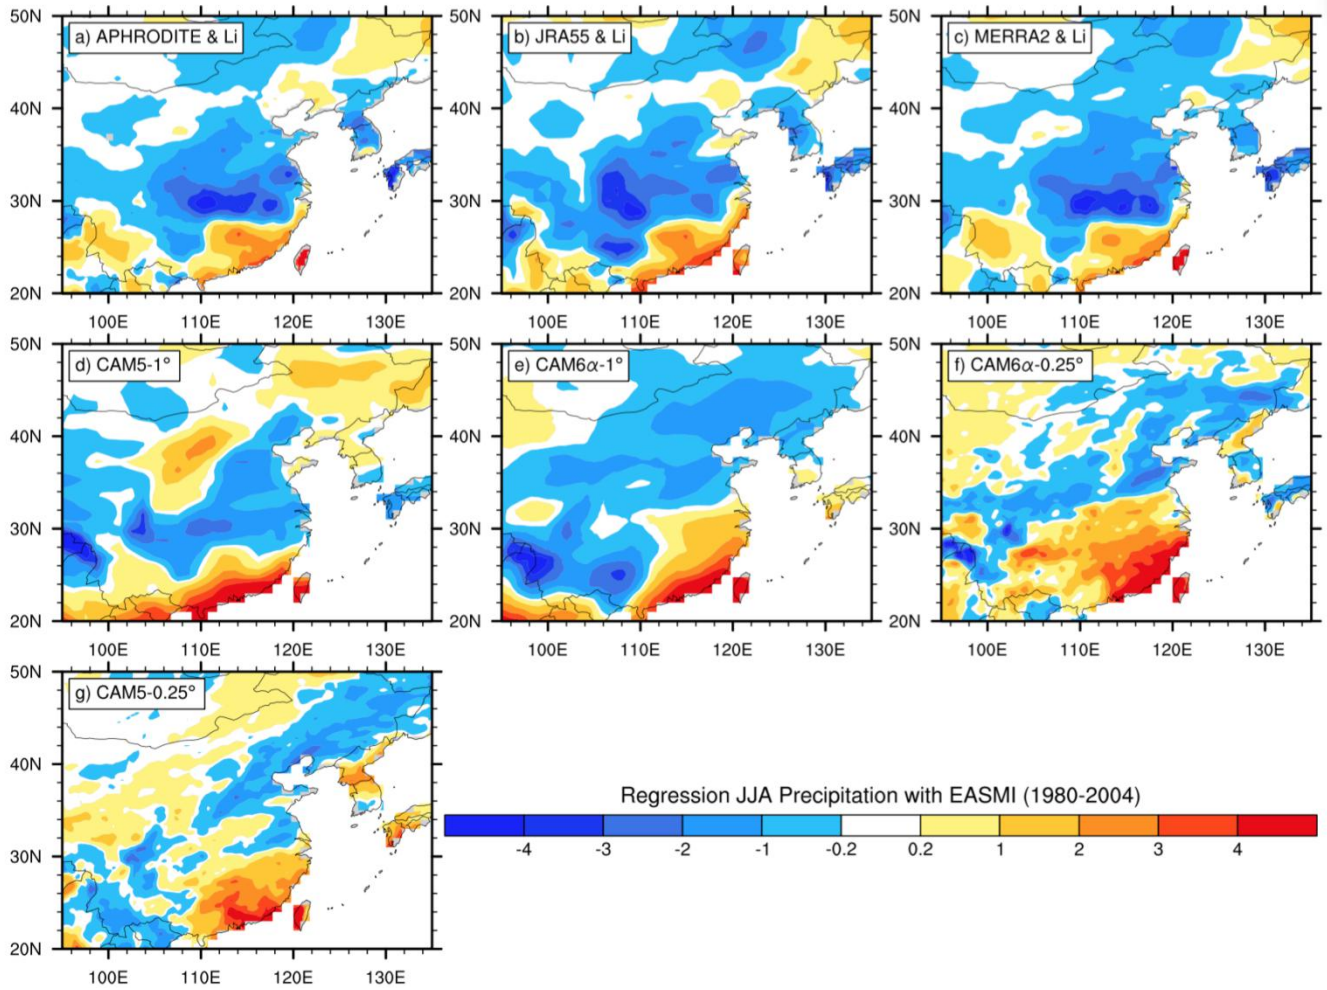 a) APHRODITE & Li
b) JRA55 & Li
c) MERRA2 & Li
50N
40N
30N
20N
100E
110E
120E
130E
50N
40N
30N
20N
100E
110E
120E
130E
50N
40N
30N
20N
100E
110E
120E
130E
d) CAM5-1°
e) CAM6α-1°
f) CAM6α-0.25°
50N
40N
30N
20N
100E
110E
120E
130E
50N
40N
30N
20N
100E
110E
120E
130E
50N
40N
30N
20N
100E
110E
120E
130E
g) CAM5-0.25°
50N
40N
30N
20N
100E
110E
120E
130E
Regression JJA Precipitation with EASMI (1980-2004)
-4 -3 -2 -1 -0.2 0.2 1 2 3 4